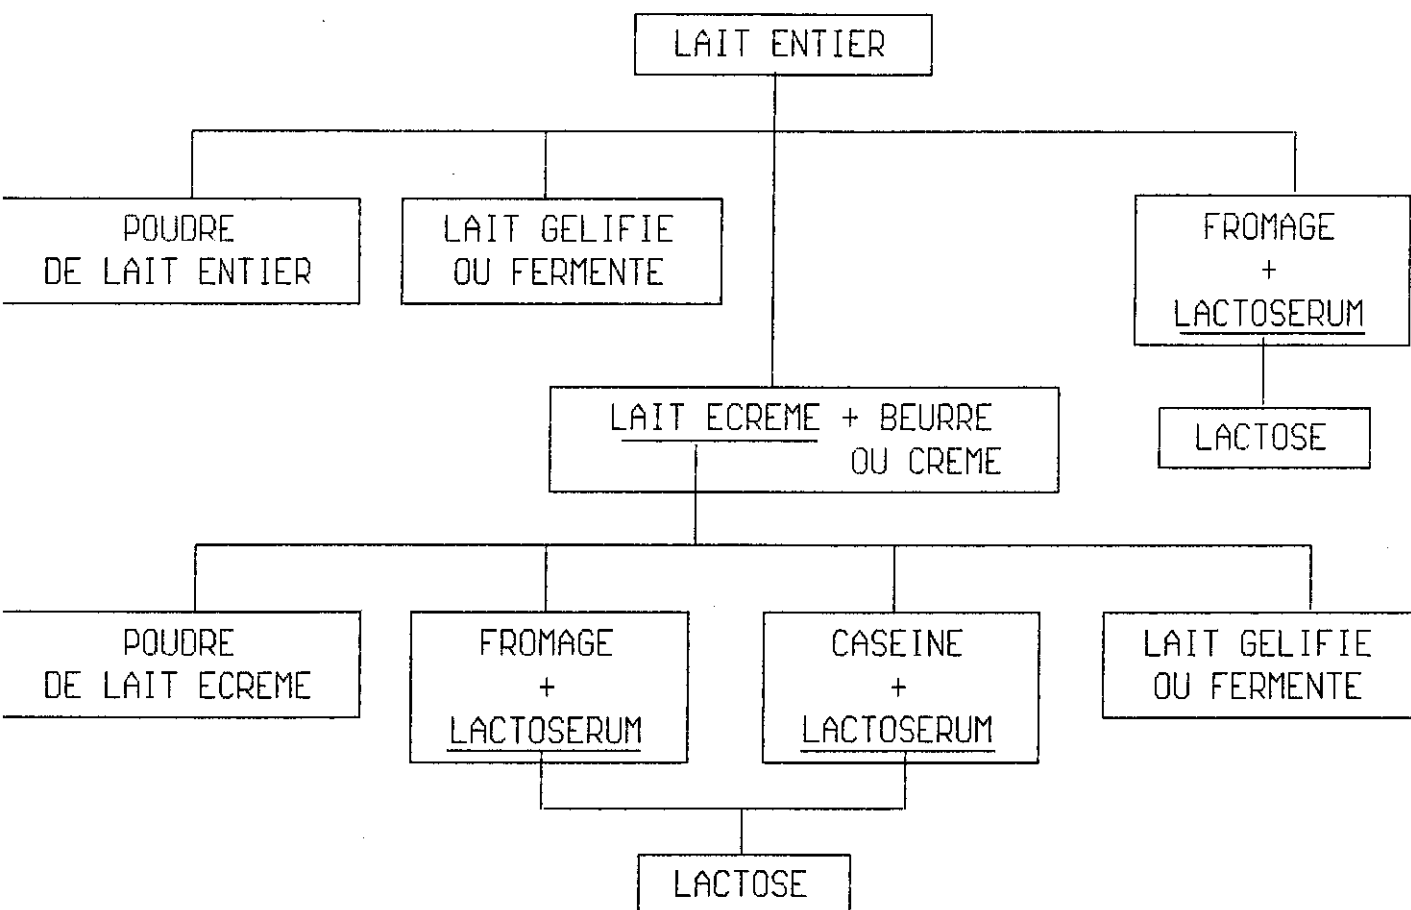 LAIT ENTIER
POUDRE
DE LAIT ENTIER
LAIT GELIFIE
OU FERMENTE
FROMAGE
+
LACTOSERUM
LACTOSE
LAIT ECREME + BEURRE
OU CREME
POUDRE
DE LAIT ECREME
FROMAGE
+
LACTOSERUM
CASEINE
+
LACTOSERUM
LAIT GELIFIE
OU FERMENTE
LACTOSE